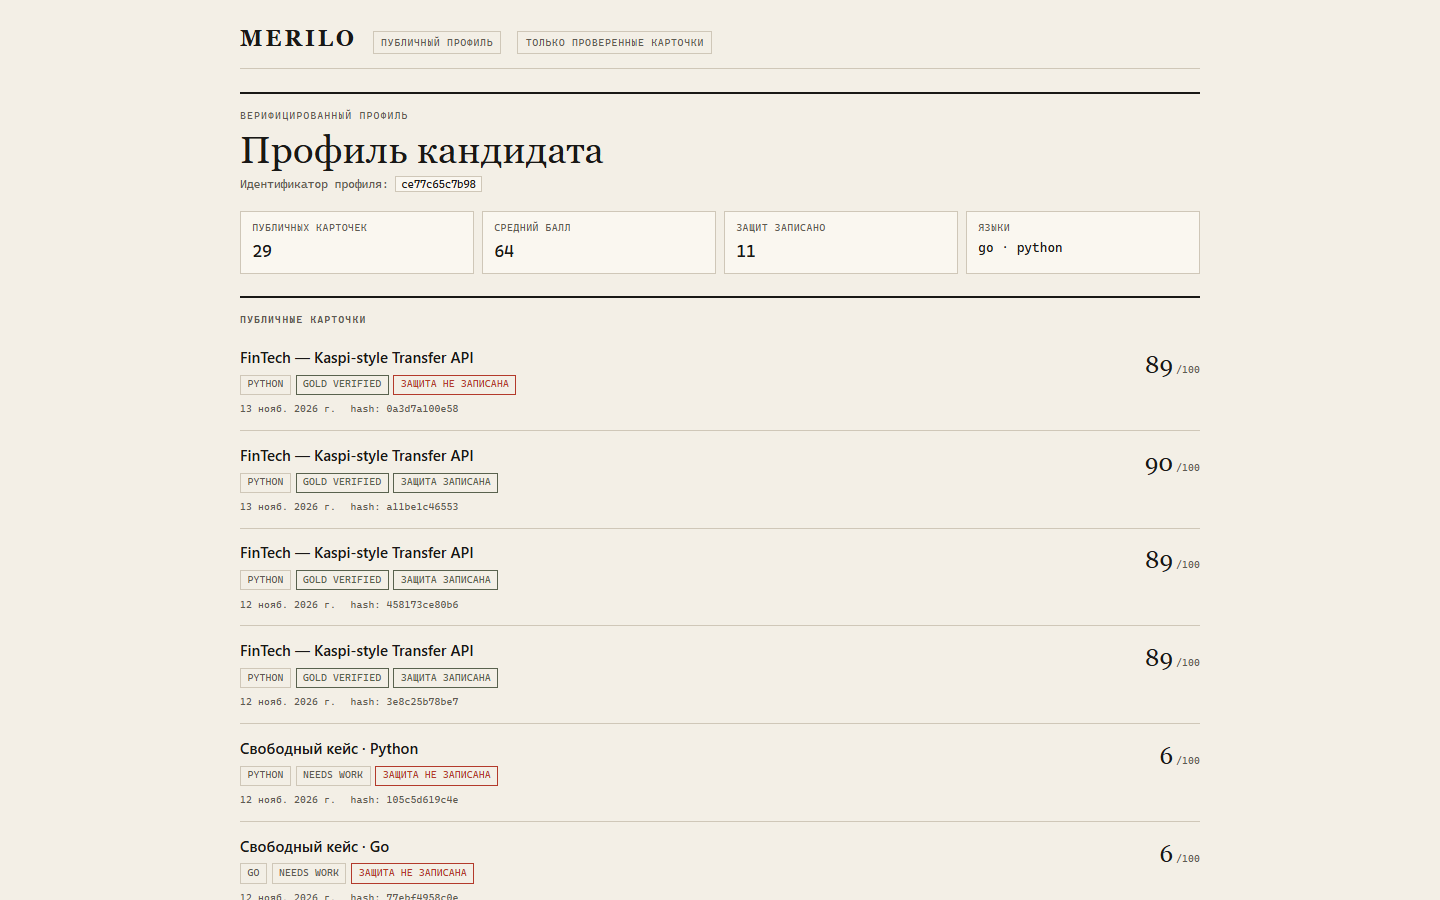 MERILO ПУБЛИЧНЫЙ ПРОФИЛЬ ТОЛЬКО ПРОВЕРЕННЫЕ КАРТОЧКИ
ВЕРИФИЦИРОВАННЫЙ ПРОФИЛЬ
Профиль кандидата
Идентификатор профиля: ce77c65c7b98
ПУБЛИЧНЫХ КАРТОЧЕК
29
СРЕДНИЙ БАЛЛ
64
ЗАЩИТ ЗАПИСАНО
11
ЯЗЫКИ
go · python
ПУБЛИЧНЫЕ КАРТОЧКИ
FinTech — Kaspi-style Transfer API
89 /100
PYTHON GOLD VERIFIED ЗАЩИТА НЕ ЗАПИСАНА
13 нояб. 2026 г. hash: 0a3d7a100e58
FinTech — Kaspi-style Transfer API
90 /100
PYTHON GOLD VERIFIED ЗАЩИТА ЗАПИСАНА
13 нояб. 2026 г. hash: a11be1c46553
FinTech — Kaspi-style Transfer API
89 /100
PYTHON GOLD VERIFIED ЗАЩИТА ЗАПИСАНА
12 нояб. 2026 г. hash: 458173ce80b6
FinTech — Kaspi-style Transfer API
89 /100
PYTHON GOLD VERIFIED ЗАЩИТА ЗАПИСАНА
12 нояб. 2026 г. hash: 3e8c25b78be7
Свободный кейс · Python
6 /100
PYTHON NEEDS WORK ЗАЩИТА НЕ ЗАПИСАНА
12 нояб. 2026 г. hash: 105c5d619c4e
Свободный кейс · Go
6 /100
GO NEEDS WORK ЗАЩИТА НЕ ЗАПИСАНА
12 нояб. 2026 г. hash: 77ebf4958c0e